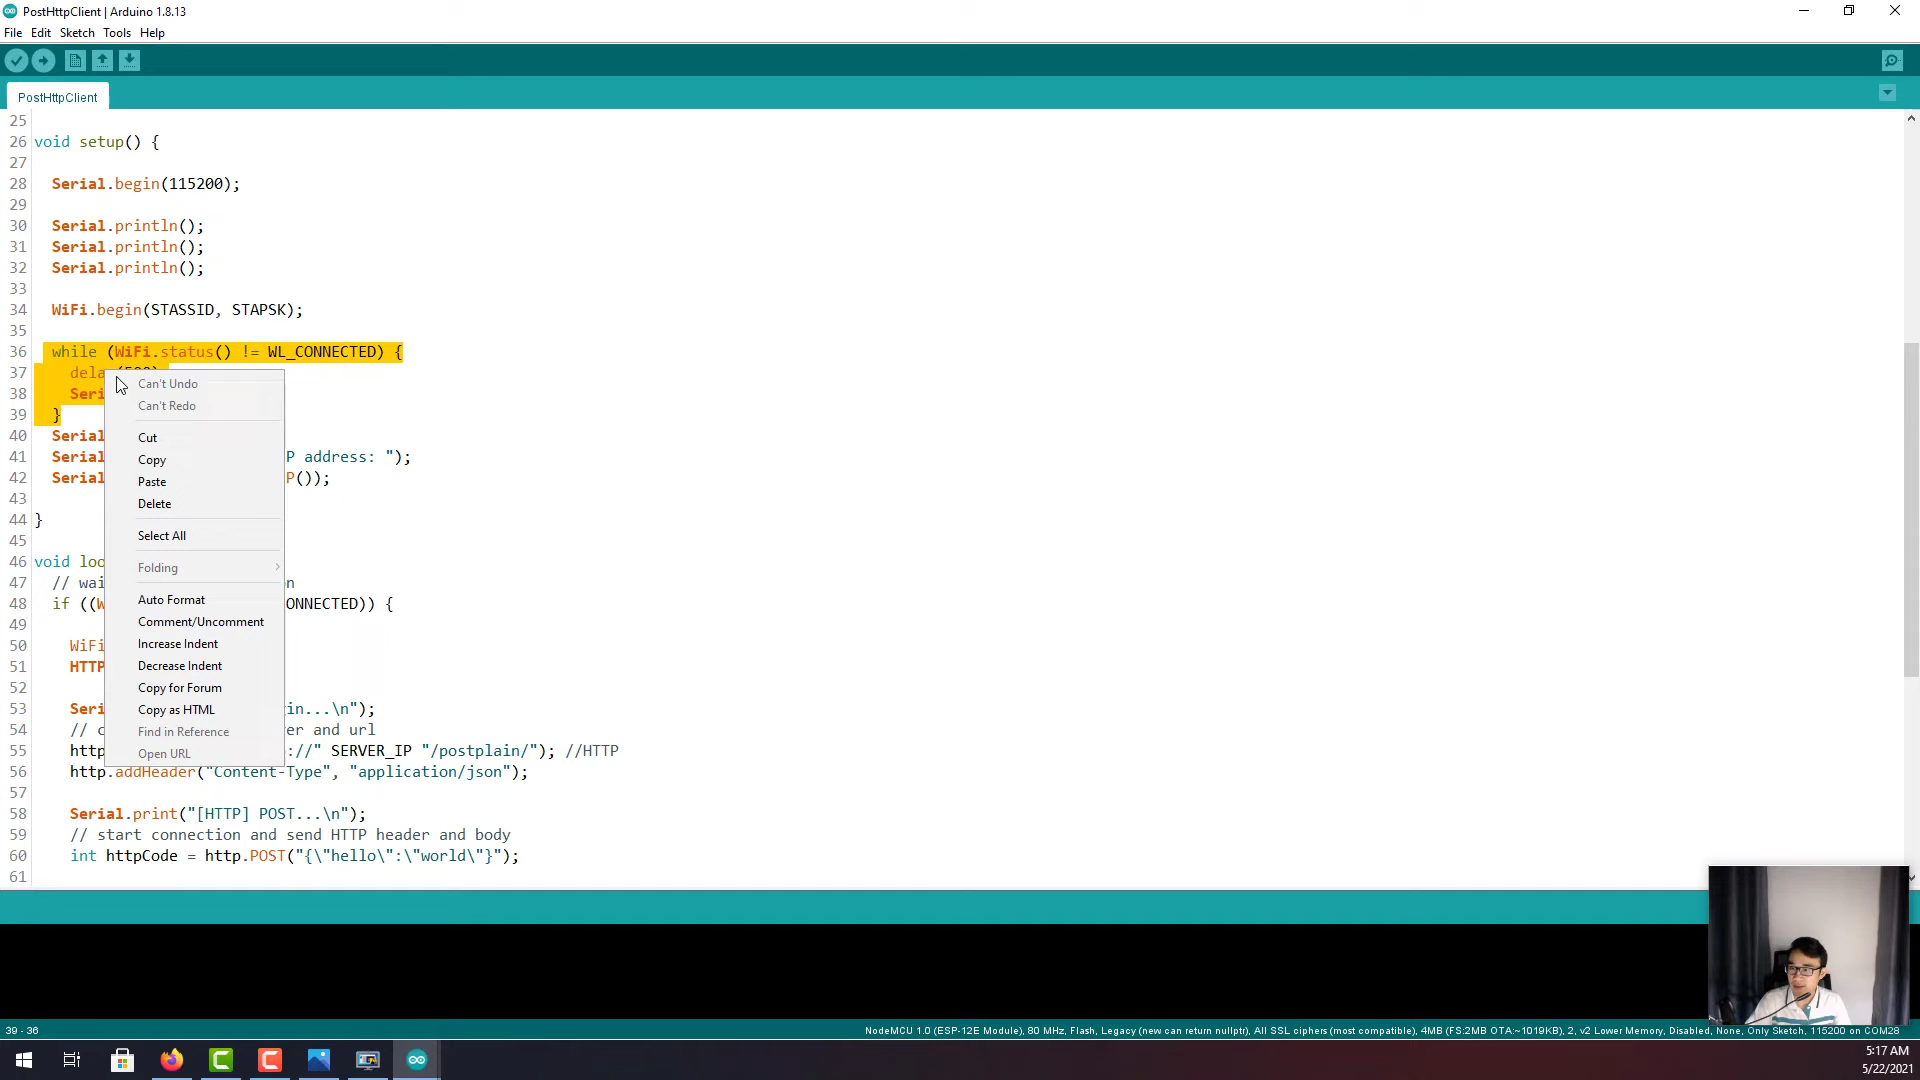 PostHttpClient | Arduino 1.8.13
File Edit Sketch Tools Help
PostHttpClient
25
26 void setup() {
27
28 Serial.begin(115200);
29
30 Serial.println();
31 Serial.println();
32 Serial.println();
33
34 WiFi.begin(STASSID, STAPSK);
35
36 while (WiFi.status() != WL_CONNECTED) {
37 dela
38 Seri
39 }
40 Serial
41 Serial P address: ");
42 Serial P());
43
44 }
45
46 void loo
47 // wai n
48 if ((W ONNECTED)) {
49
50 WiFi
51 HTTP
52
53 Seri in...\n");
54 // c er and url
55 http ://" SERVER_IP "/postplain/"); //HTTP
56 http.addHeader("Content-Type", "application/json");
57
58 Serial.print("[HTTP] POST...\n");
59 // start connection and send HTTP header and body
60 int httpCode = http.POST("{\"hello\":\"world\"}");
61
Can't Undo
Can't Redo
Cut
Copy
Paste
Delete
Select All
Folding
Auto Format
Comment/Uncomment
Increase Indent
Decrease Indent
Copy for Forum
Copy as HTML
Find in Reference
Open URL
39 - 36
NodeMCU 1.0 (ESP-12E Module), 80 MHz, Flash, Legacy (new can return nullptr), All SSL ciphers (most compatible), 4MB (FS:2MB OTA:~1019KB), 2, v2 Lower Memory, Disabled, None, Only Sketch, 115200 on COM28
5:17 AM
5/22/2021